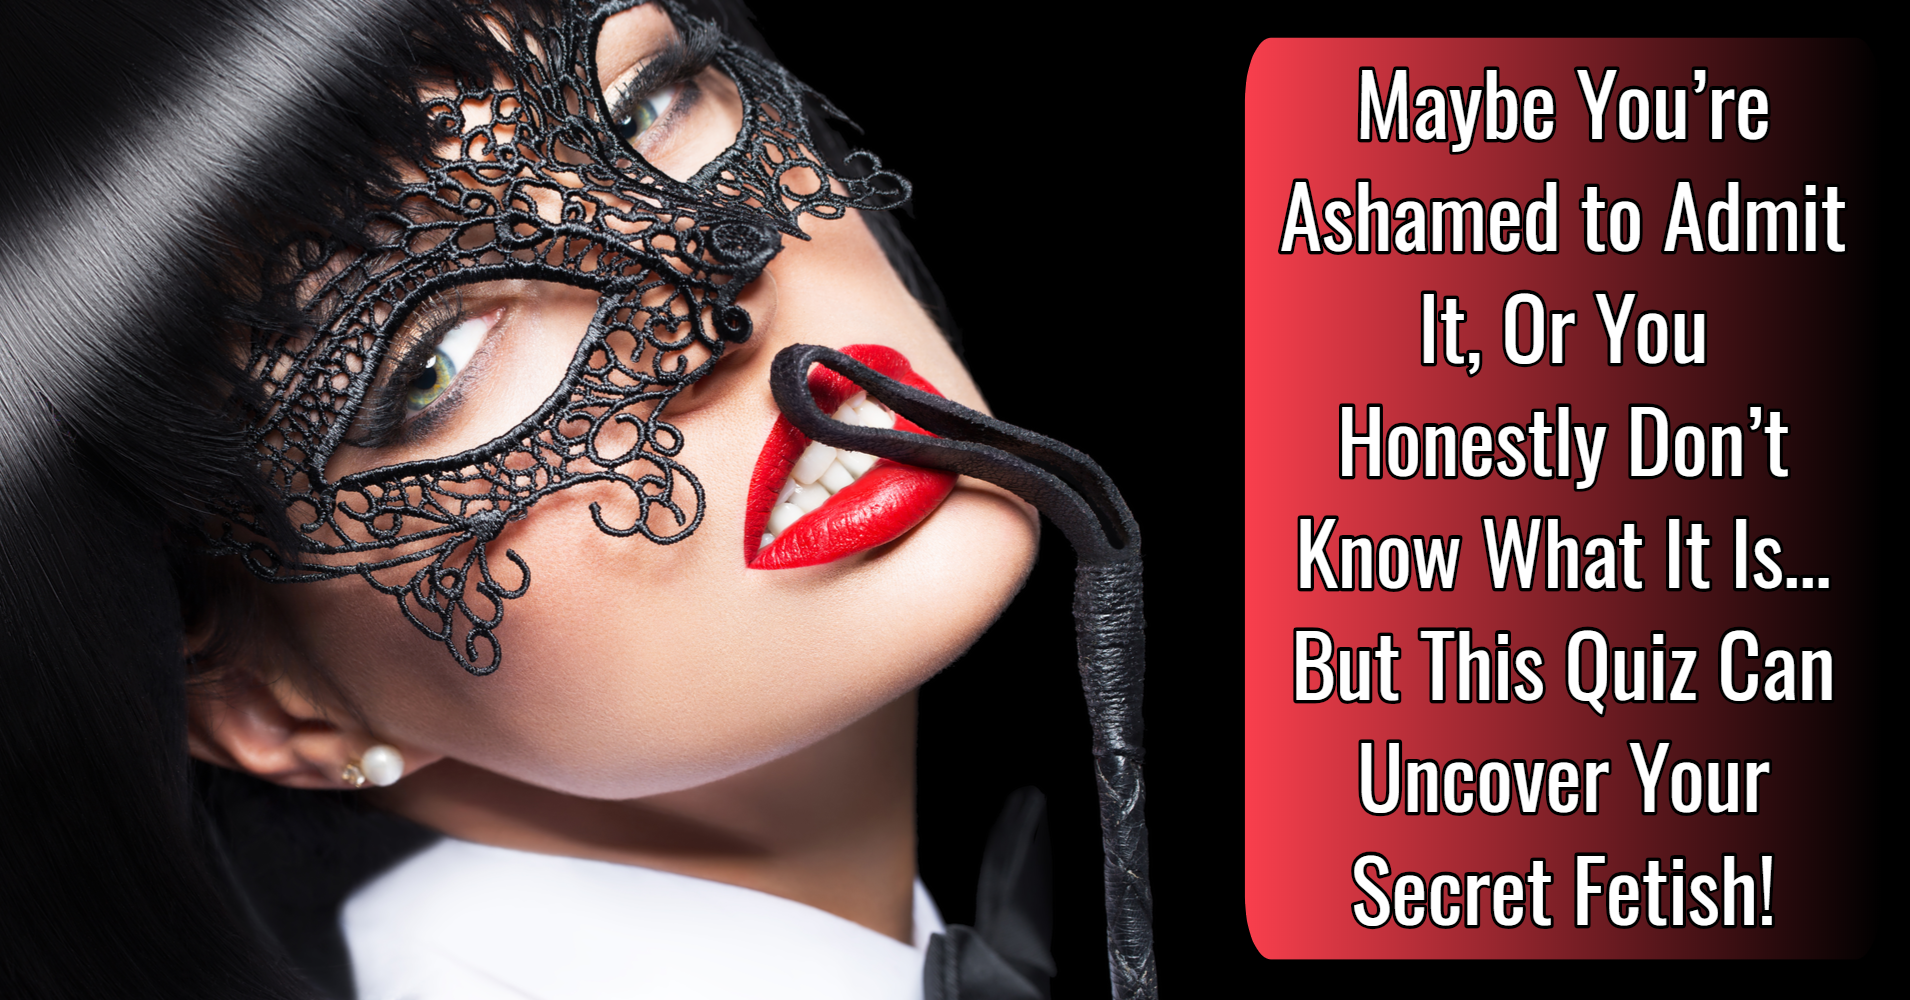 Maybe You’re
Ashamed to Admit
It, Or You
Honestly Don’t
Know What It Is...
But This Quiz Can
Uncover Your
Secret Fetish!